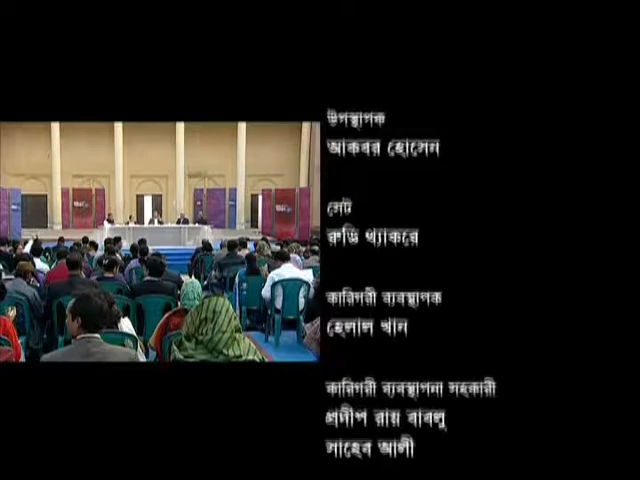 উপস্থাপক
আকবর হোসেন
সেট
রুডি থ্যাকরে
কারিগরী ব্যবস্থাপক
হেলাল খান
কারিগরী ব্যবস্থাপনা সহকারী
প্রদীপ রায় বাবলু
সাহেব আলী